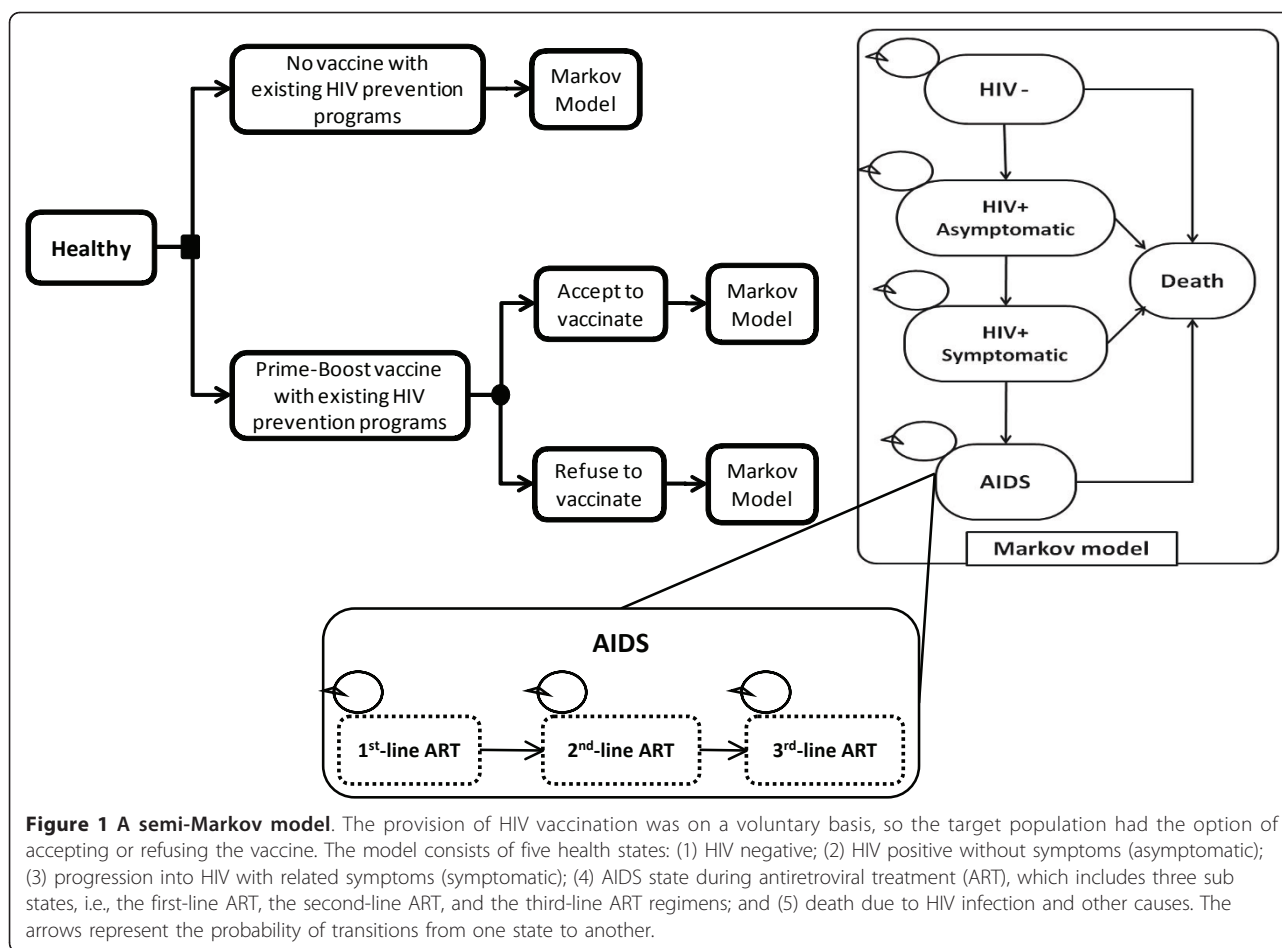 No vaccine with
existing HIV prevention
programs
Markov
Model
Healthy
Accept to
vaccinate
Markov
Model
Prime-Boost vaccine
with existing HIV
prevention programs
Refuse to
vaccinate
Markov
Model
HIV -
HIV+
Asymptomatic
Death
HIV+
Symptomatic
AIDS
Markov model
AIDS
1st-line ART
2nd-line ART
3rd-line ART
Figure 1 A semi-Markov model. The provision of HIV vaccination was on a voluntary basis, so the target population had the option of
accepting or refusing the vaccine. The model consists of five health states: (1) HIV negative; (2) HIV positive without symptoms (asymptomatic);
(3) progression into HIV with related symptoms (symptomatic); (4) AIDS state during antiretroviral treatment (ART), which includes three sub
states, i.e., the first-line ART, the second-line ART, and the third-line ART regimens; and (5) death due to HIV infection and other causes. The
arrows represent the probability of transitions from one state to another.